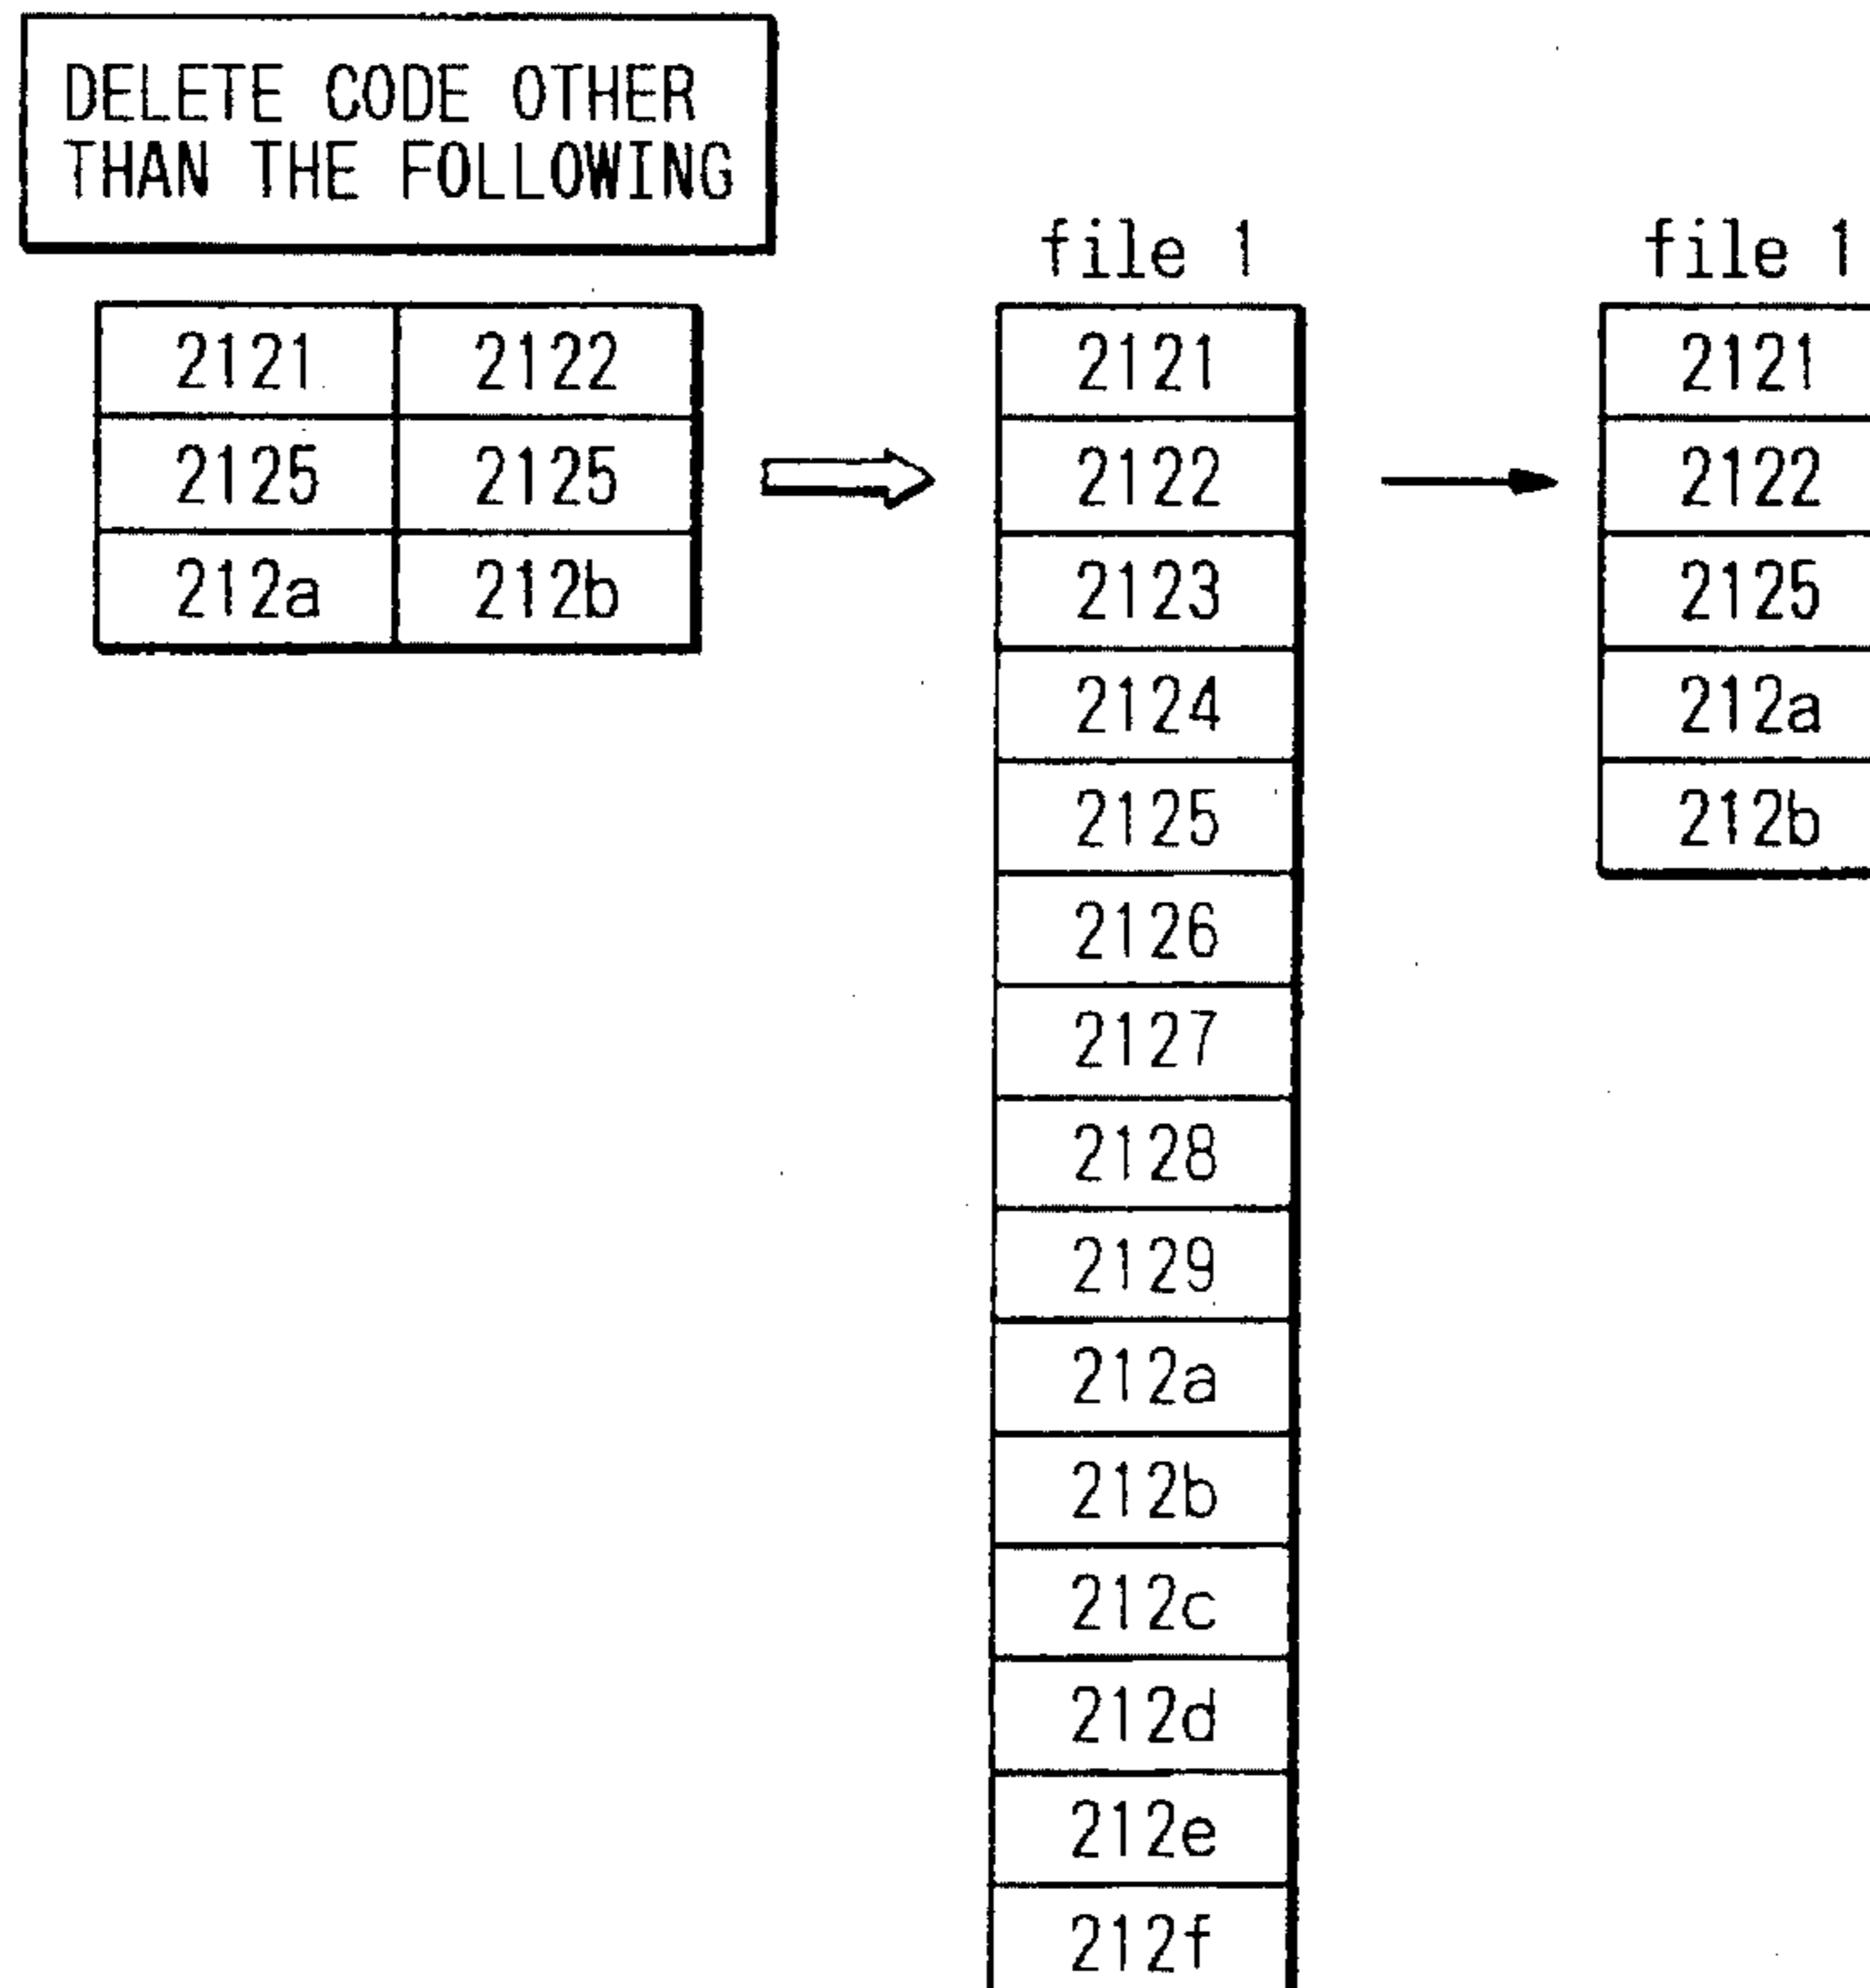 DELETE CODE OTHER
THAN THE FOLLOWING
2121 2122
2125 2125
212a 212b
file 1
2121
2122
2123
2124
2125
2126
2127
2128
2129
212a
212b
212c
212d
212e
212f
file 1
2121
2122
2125
212a
212b